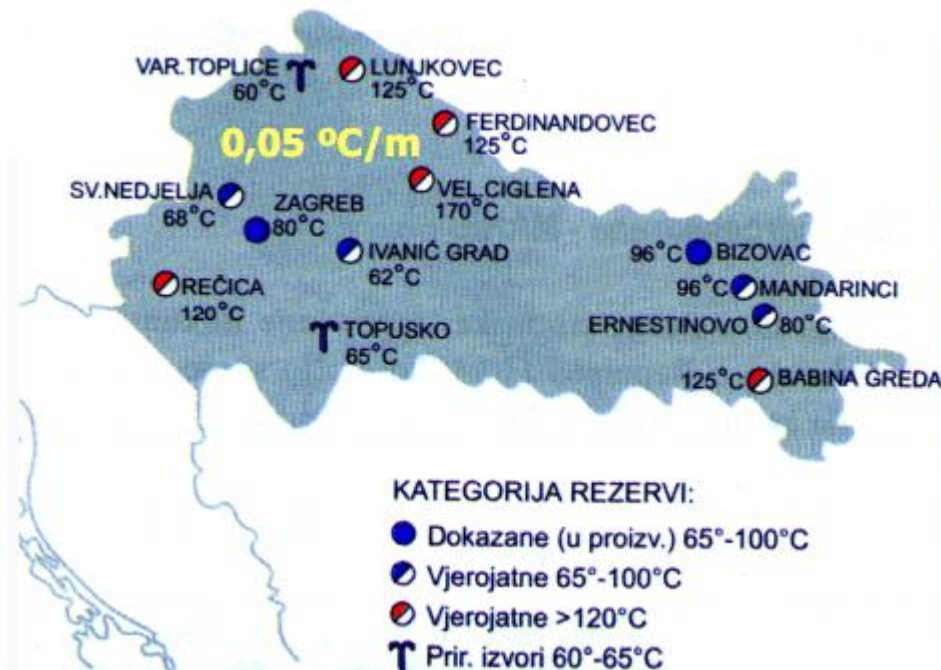 VAR.TOPLICE
60°C
LUNJKOVEC
125°C
FERDINANDOVEC
125°C
0,05 ºC/m
VEL.CIGLENA
170°C
SV.NEDJELJA
68°C
ZAGREB
80°C
IVANIĆ GRAD
62°C
96°C BIZOVAC
96°C MANDARINCI
ERNESTINOVO 80°C
REČICA
120°C
TOPUSKO
65°C
125°C BABINA GREDA
KATEGORIJA REZERVI:
Dokazane (u proizv.) 65°-100°C
Vjerojatne 65°-100°C
Vjerojatne >120°C
Prir. izvori 60°-65°C